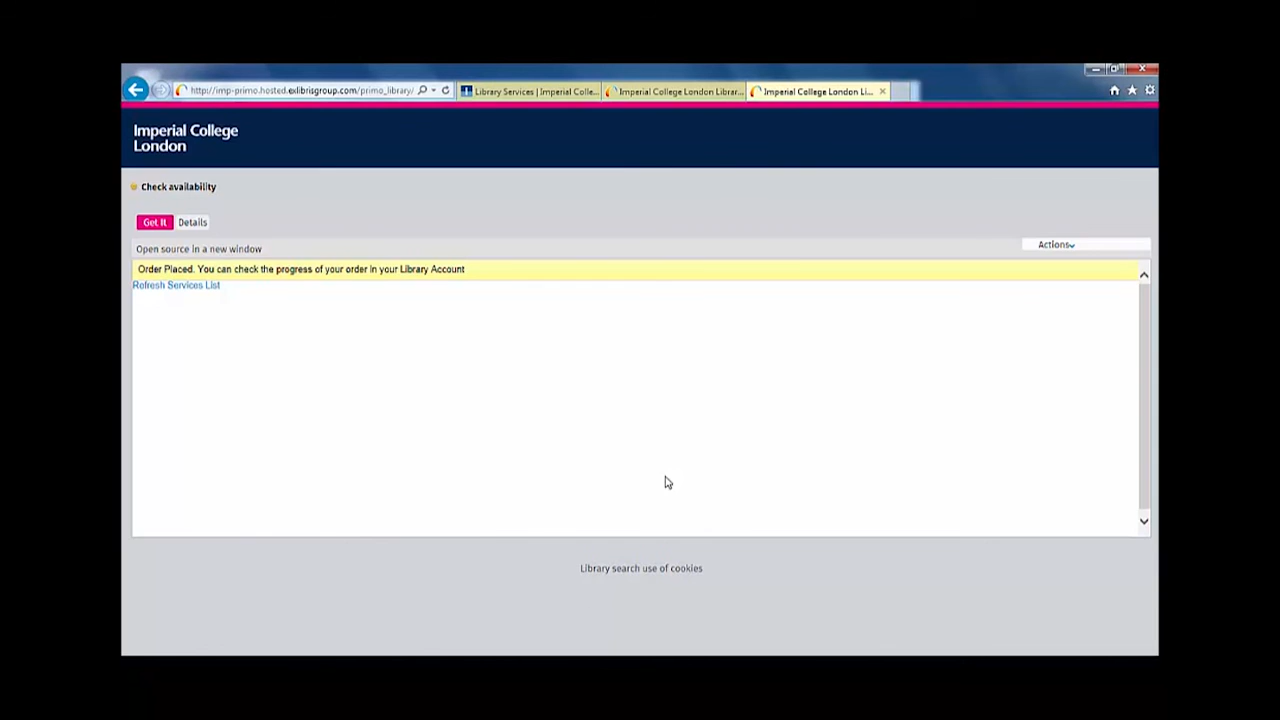 http://imp-primo.hosted.exlibrisgroup.com/primo_library/
Library Services | Imperial Colle...
Imperial College London Librar...
Imperial College London Li...
Imperial College
London
Check availability
Get It
Details
Open source in a new window
Actions
Order Placed. You can check the progress of your order in your Library Account
Refresh Services List
Library search use of cookies